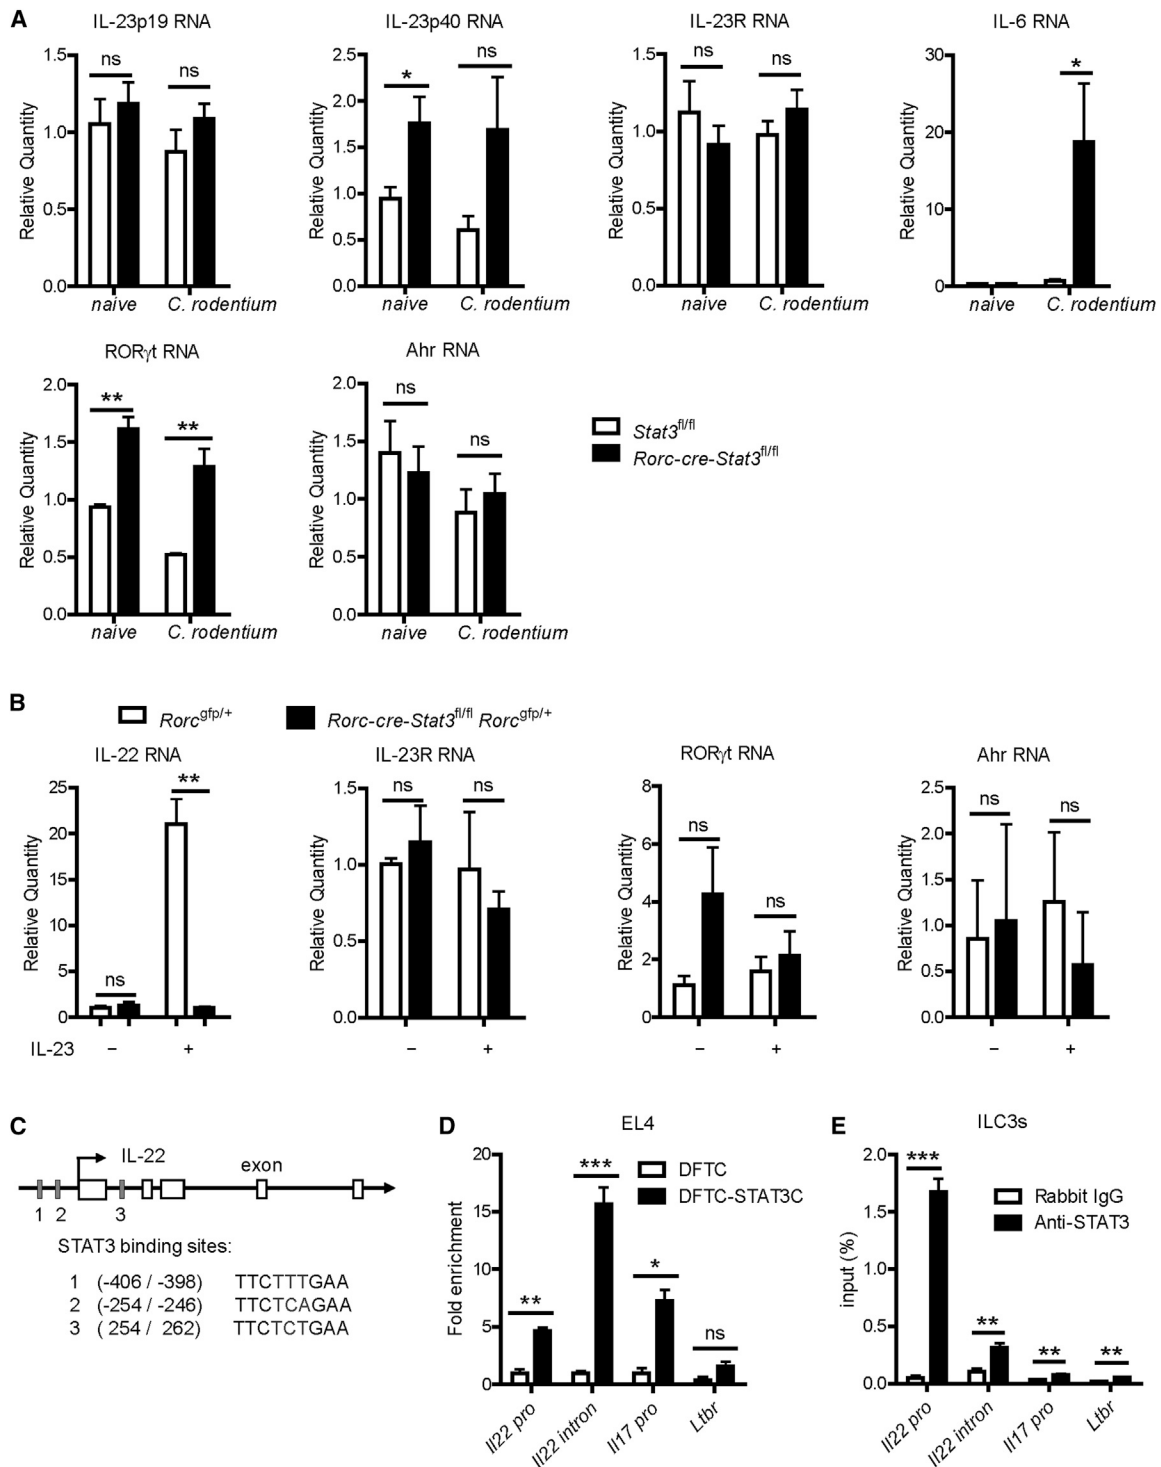 A
IL-23p19 RNA
IL-23p40 RNA
IL-23R RNA
IL-6 RNA
Relative Quantity
1.5
1.0
0.5
0.0
ns
ns
naive
C. rodentium
Relative Quantity
2.5
2.0
1.5
1.0
0.5
0.0
*
ns
naive
C. rodentium
Relative Quantity
1.5
1.0
0.5
0.0
ns
ns
naive
C. rodentium
Relative Quantity
30
20
10
0
*
naive
C. rodentium
RORγt RNA
Relative Quantity
2.0
1.5
1.0
0.5
0.0
**
**
naive
C. rodentium
Ahr RNA
Relative Quantity
2.0
1.5
1.0
0.5
0.0
ns
ns
naive
C. rodentium
Stat3fl/fl
Rorc-cre-Stat3fl/fl
B
Rorcgfp/+
Rorc-cre-Stat3fl/fl Rorcgfp/+
IL-22 RNA
Relative Quantity
25
20
15
10
5
0
ns
**
IL-23 – +
IL-23R RNA
Relative Quantity
1.5
1.0
0.5
0.0
ns
ns
– +
RORγt RNA
Relative Quantity
8
6
4
2
0
ns
ns
– +
Ahr RNA
Relative Quantity
2.5
2.0
1.5
1.0
0.5
0.0
ns
ns
– +
C
IL-22
exon
1 2 3
STAT3 binding sites:
1 (-406 / -398) TTCTTTGAA
2 (-254 / -246) TTCTCAGAA
3 ( 254 / 262) TTCTCTGAA
D
EL4
Fold enrichment
20
15
10
5
0
DFTC
DFTC-STAT3C
**
***
*
ns
Il22 pro
Il22 intron
Il17 pro
Ltbr
E
ILC3s
input (%)
2.0
1.5
1.0
0.5
0.0
Rabbit IgG
Anti-STAT3
***
**
**
**
Il22 pro
Il22 intron
Il17 pro
Ltbr